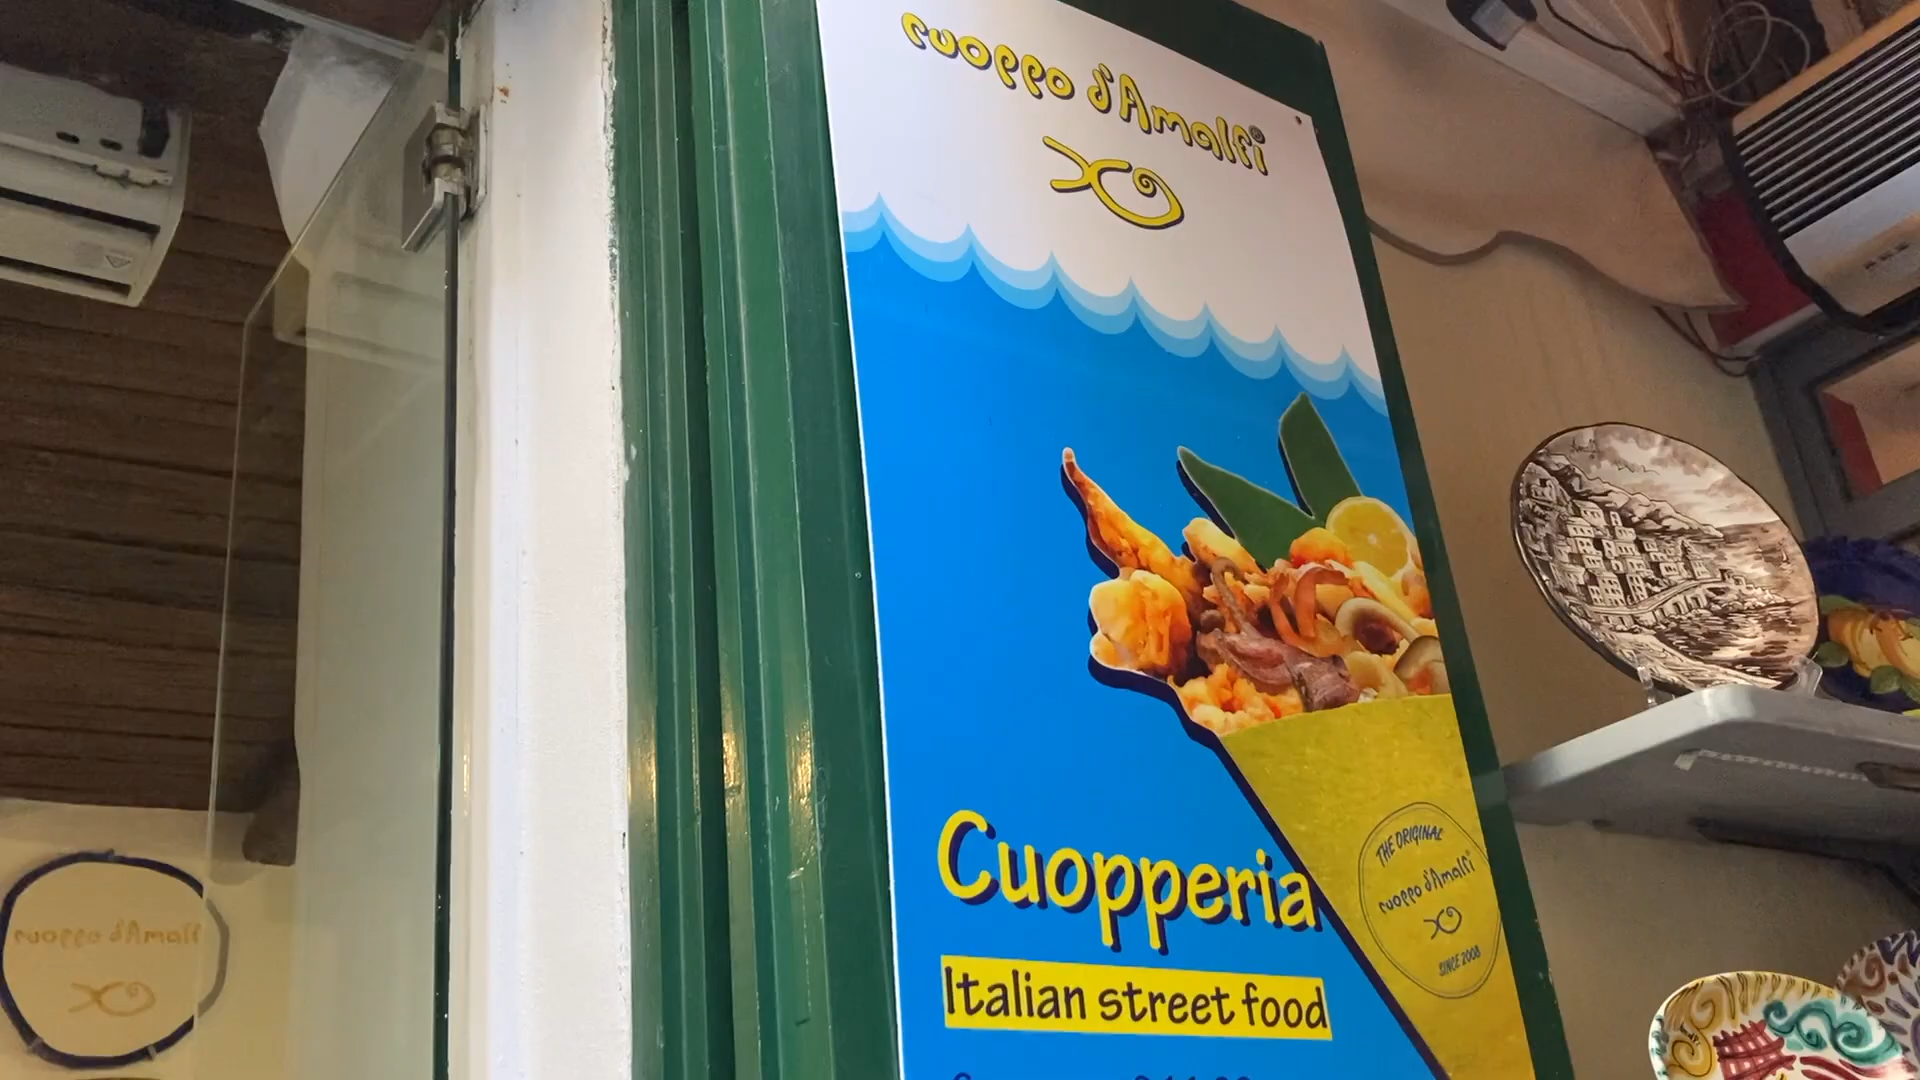 cuoppo d'Amalfi®
Cuopperia
Italian street food
THE ORIGINAL
cuoppo d'Amalfi®
SINCE 2008
cuoppo d'Amalfi